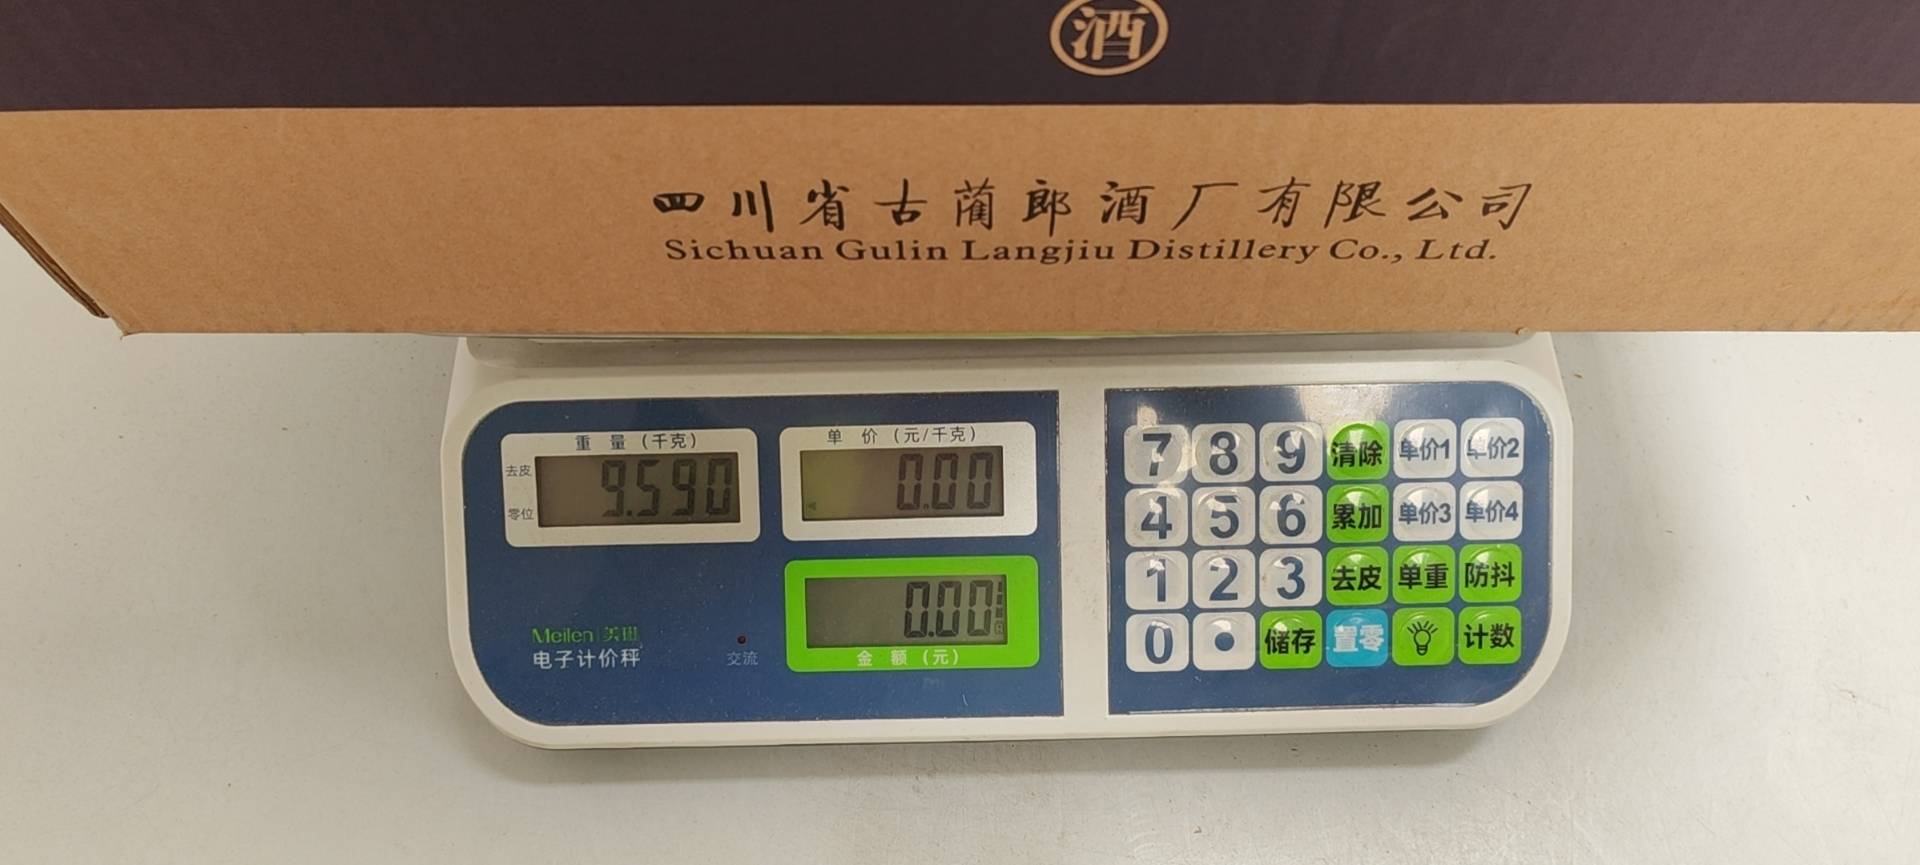 酒
四川省古蔺郎酒厂有限公司
Sichuan Gulin Langjiu Distillery Co., Ltd.
重量（千克）
去皮
零位
9.590
单价（元/千克）
0.00
0.00
金额（元）
Meilen|美琳
电子计价秤
交流
7 8 9 清除 单价1 单价2
4 5 6 累加 单价3 单价4
1 2 3 去皮 单重 防抖
0 • 储存 置零 计数